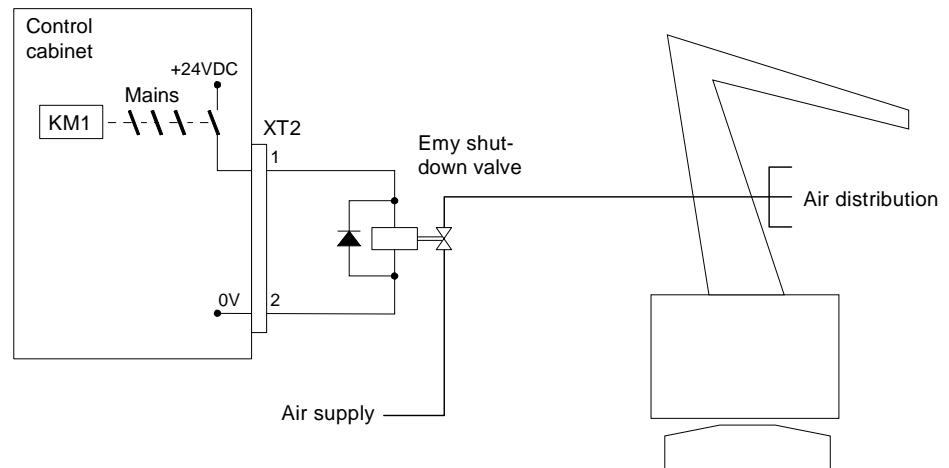 Control
cabinet
+24VDC
Mains
KM1
XT2
1
Emy shut-
down valve
Air distribution
0V
2
Air supply